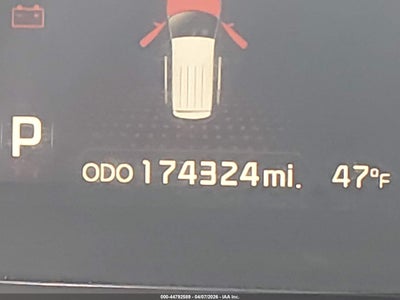 P
ODO 174324 mi. 47°F
000-44792589 - 04/07/2026 - IAA Inc.